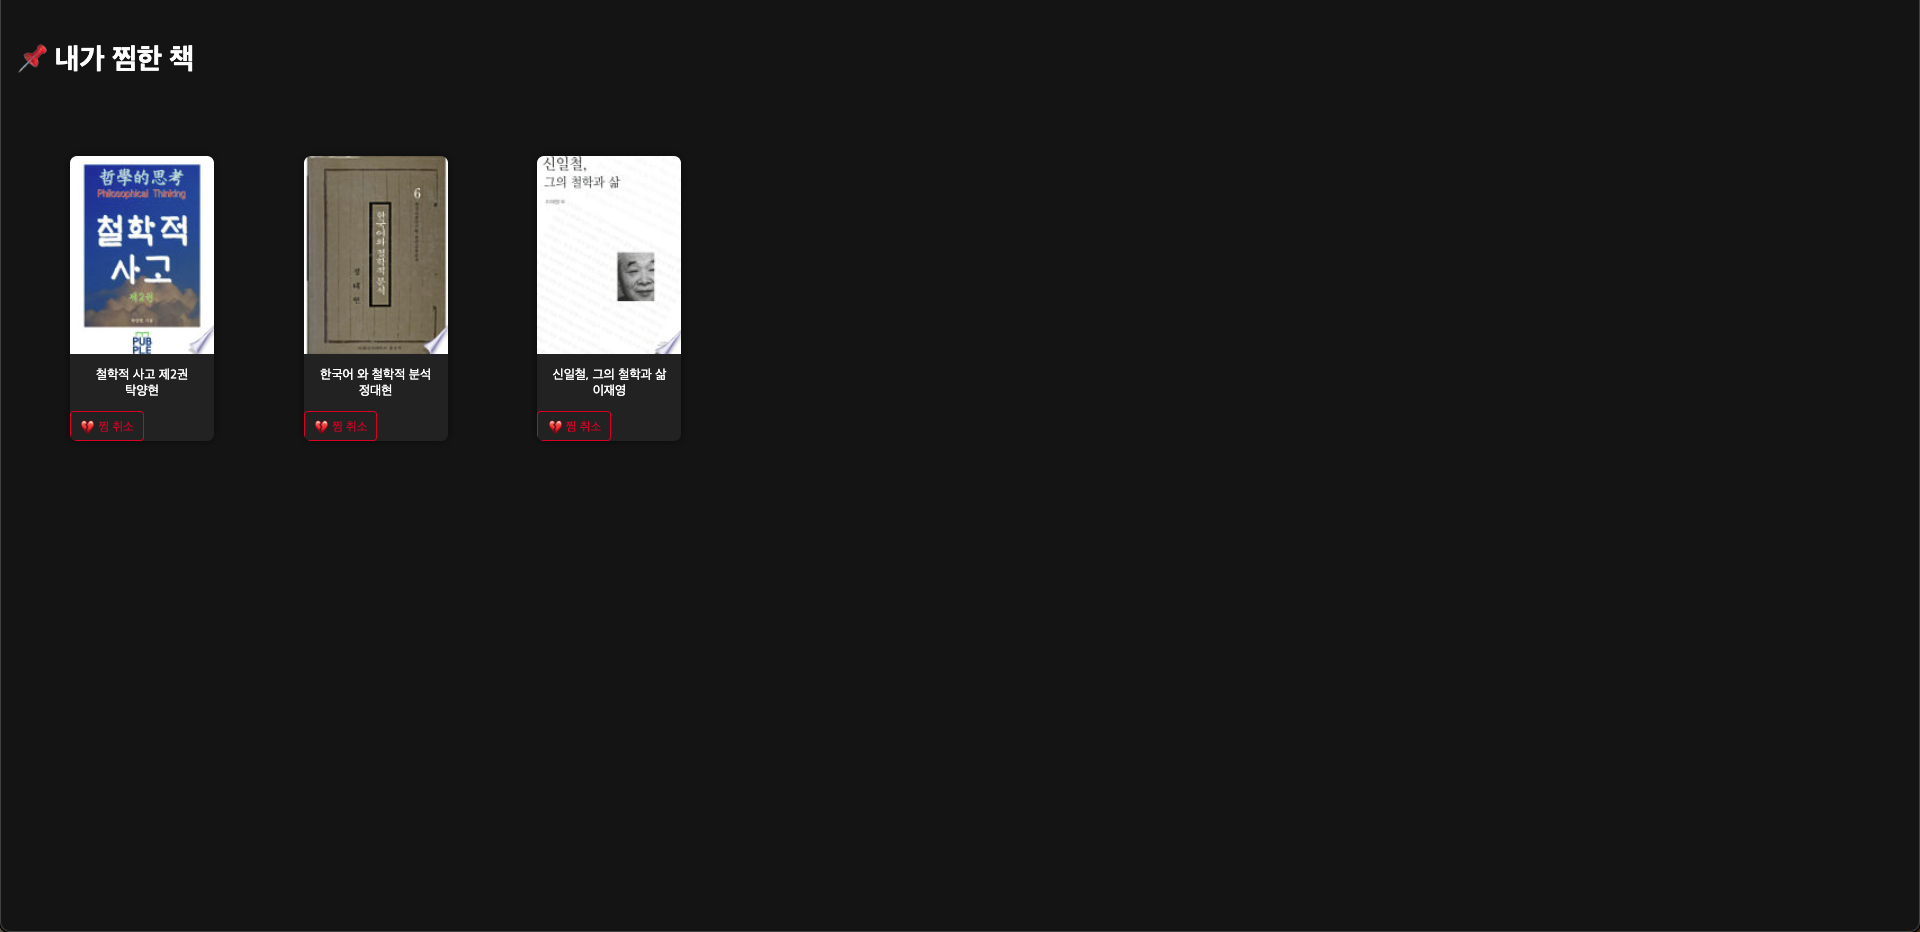 📌 내가 찜한 책
哲學的思考
Philosophical Thinking
철학적
사고
제2권
PUB
PLE
철학적 사고 제2권
탁양현
💔 찜 취소
6
한국어와 철학적 분석
정대현
한국어 와 철학적 분석
정대현
💔 찜 취소
신일철,
그의 철학과 삶
신일철, 그의 철학과 삶
이재영
💔 찜 취소